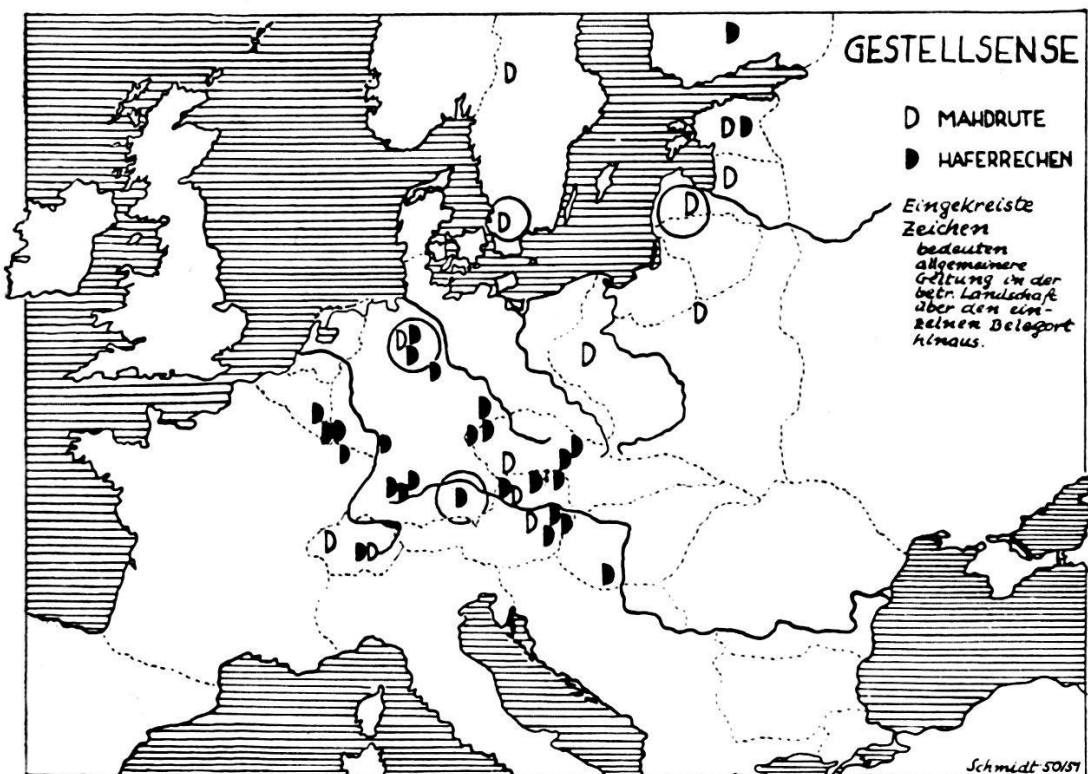 GESTELLSENSE
D MAHDRUTE
D HAFERRECHEN
Eingekreiste
Zeichen
bedeuten
allgemeinere
Geltung in der
betr. Landschaft
über den ein-
zelnen Belegort
hinaus.
Schmidt 50/51